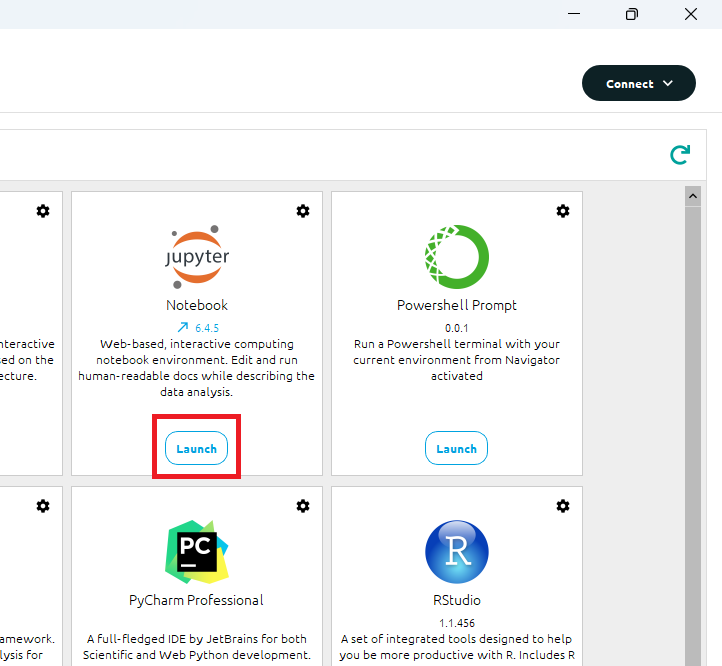 Connect
nteractive
sed on the
ecture.
jupyter
Notebook
6.4.5
Web-based, interactive computing
notebook environment. Edit and run
human-readable docs while describing the
data analysis.
Launch
Powershell Prompt
0.0.1
Run a Powershell terminal with your
current environment from Navigator
activated
Launch
amework.
lysis for
PC
PyCharm Professional
A full-fledged IDE by JetBrains for both
Scientific and Web Python development.
R
RStudio
1.1.456
A set of integrated tools designed to help
you be more productive with R. Includes R